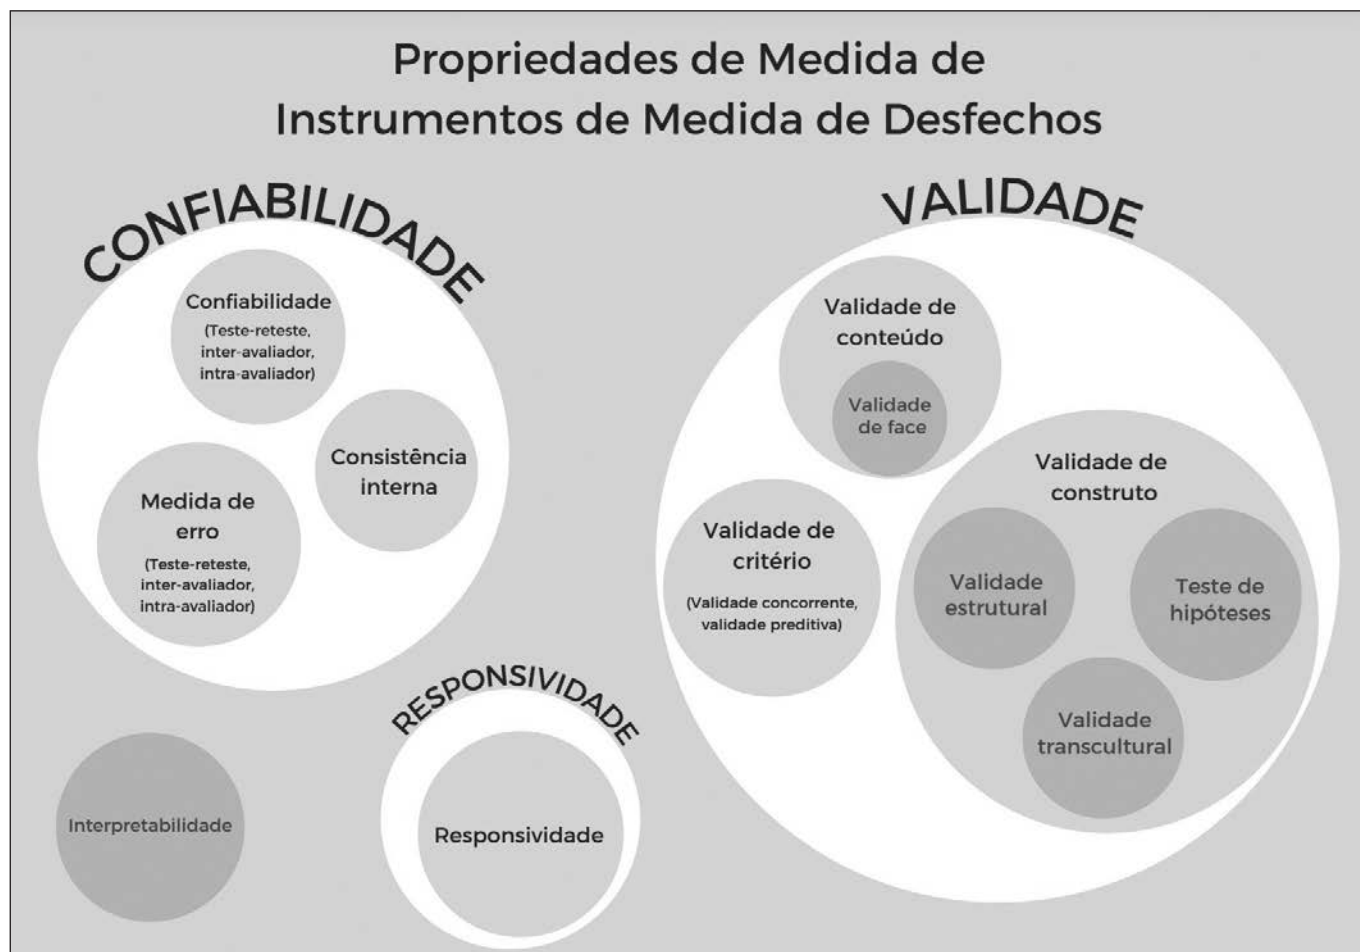 Propriedades de Medida de
Instrumentos de Medida de Desfechos
CONFIABILIDADE
Confiabilidade
(Teste-reteste,
inter-avaliador,
intra-avaliador)
Consistência
interna
Medida de
erro
(Teste-reteste,
inter-avaliador,
intra-avaliador)
VALIDADE
Validade de
conteúdo
Validade
de face
Validade de
critério
(Validade concorrente,
validade preditiva)
Validade de
construto
Validade
estrutural
Teste de
hipóteses
Validade
transcultural
RESPONSIVIDADE
Responsividade
Interpretabilidade